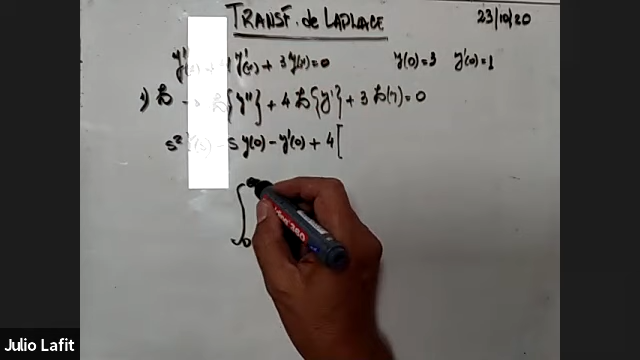 TRANSF. de LAPLACE
23/10/20
y''(x) + 4 y'(x) + 3 y(x) = 0 y(0) = 3 y'(0) = 1
1) L → L{y''} + 4 L{y'} + 3 L(y) = 0
s² - s y(0) - y'(0) + 4 [
∫ 0
Julio Lafit